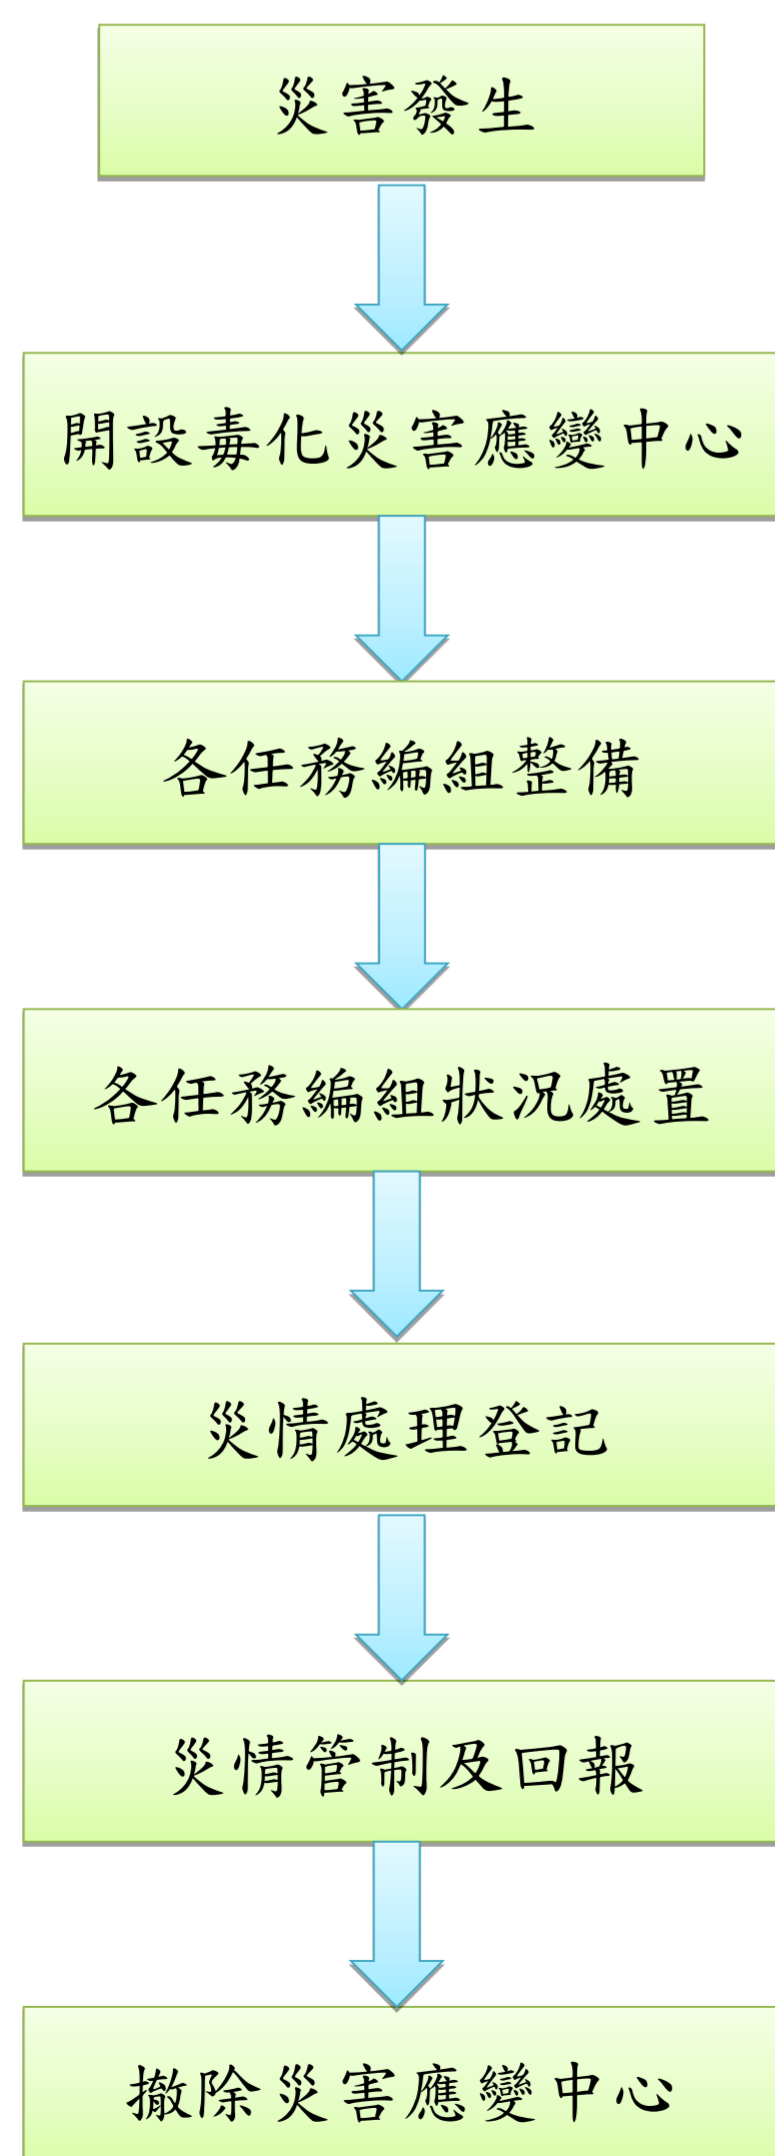 災害發生
開設毒化災害應變中心
各任務編組整備
各任務編組狀況處置
災情處理登記
災情管制及回報
撤除災害應變中心